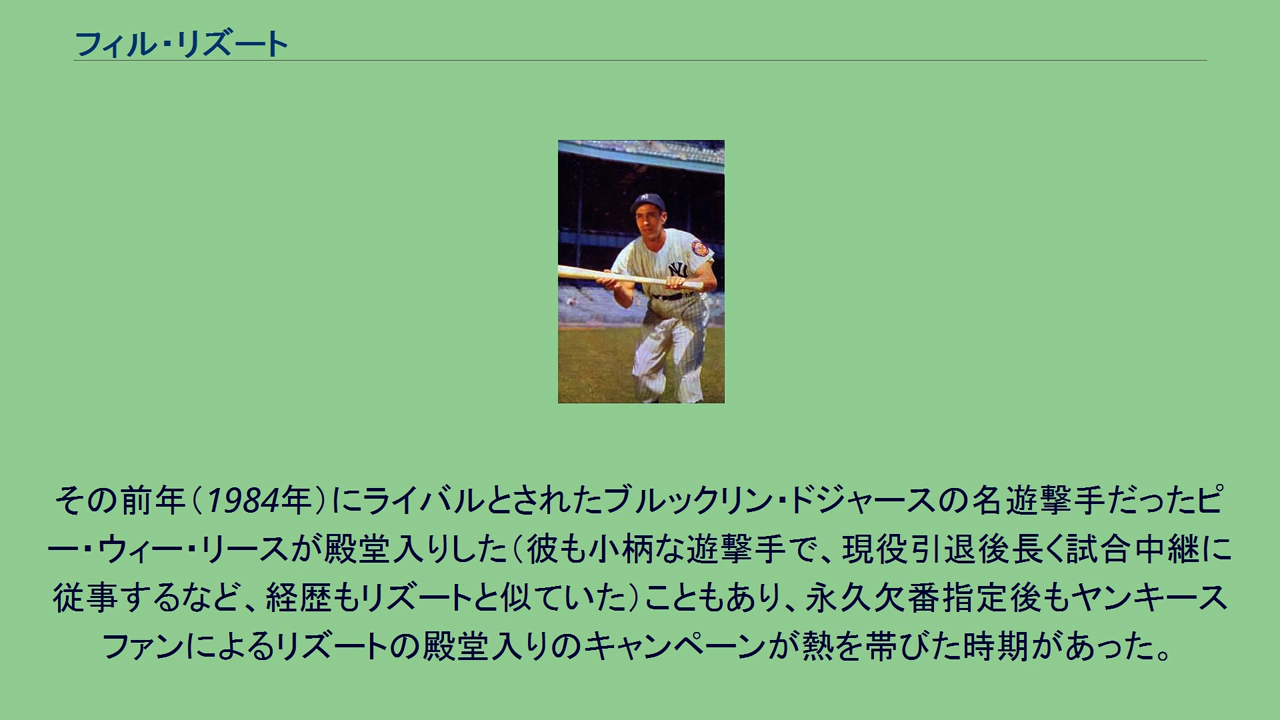 フィル・リズート
その前年（1984年）にライバルとされたブルックリン・ドジャースの名遊撃手だったピ
ー・ウィー・リースが殿堂入りした（彼も小柄な遊撃手で、現役引退後長く試合中継に
従事するなど、経歴もリズートと似ていた）こともあり、永久欠番指定後もヤンキース
ファンによるリズートの殿堂入りのキャンペーンが熱を帯びた時期があった。